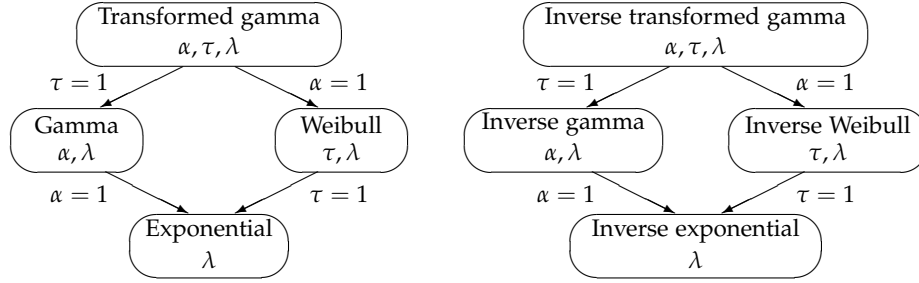 Transformed gamma
α, τ, λ
τ = 1
α = 1
Gamma
α, λ
Weibull
τ, λ
α = 1
τ = 1
Exponential
λ
Inverse transformed gamma
α, τ, λ
τ = 1
α = 1
Inverse gamma
α, λ
Inverse Weibull
τ, λ
α = 1
τ = 1
Inverse exponential
λ